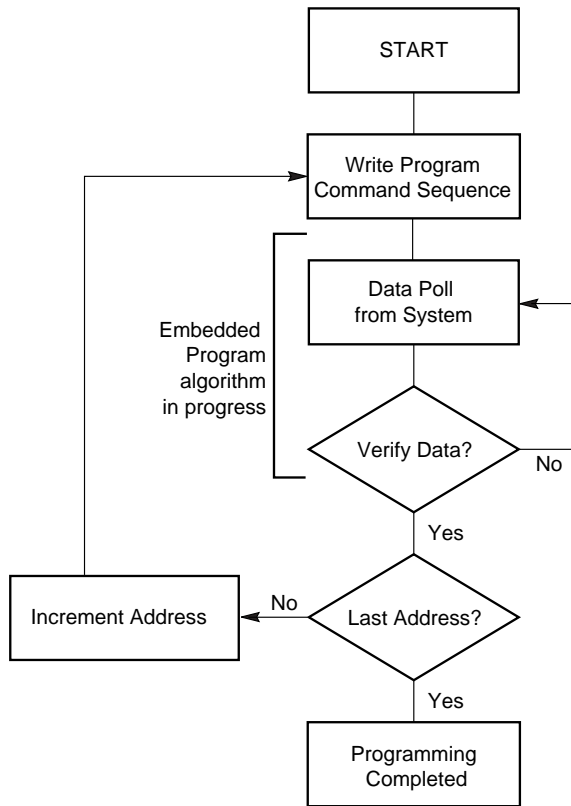 START
Write Program
Command Sequence
Data Poll
from System
Embedded
Program
algorithm
in progress
Verify Data?
No
Yes
Increment Address
No
Last Address?
Yes
Programming
Completed